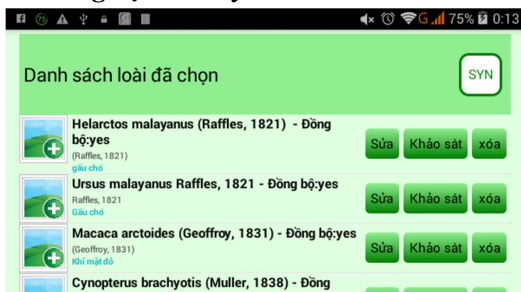 75 G 75% 0:13
Danh sách loài đã chọn SYN
Helarctos malayanus (Raffles, 1821) - Đồng
bộ:yes
(Raffles, 1821)
gấu chó
Sửa Khảo sát xóa
Ursus malayanus Raffles, 1821 - Đồng bộ:yes
Raffles, 1821
Gấu chó
Sửa Khảo sát xóa
Macaca arctoides (Geoffroy, 1831) - Đồng bộ:yes
(Geoffroy, 1831)
Khỉ mặt đỏ
Sửa Khảo sát xóa
Cynopterus brachyotis (Muller, 1838) - Đồng